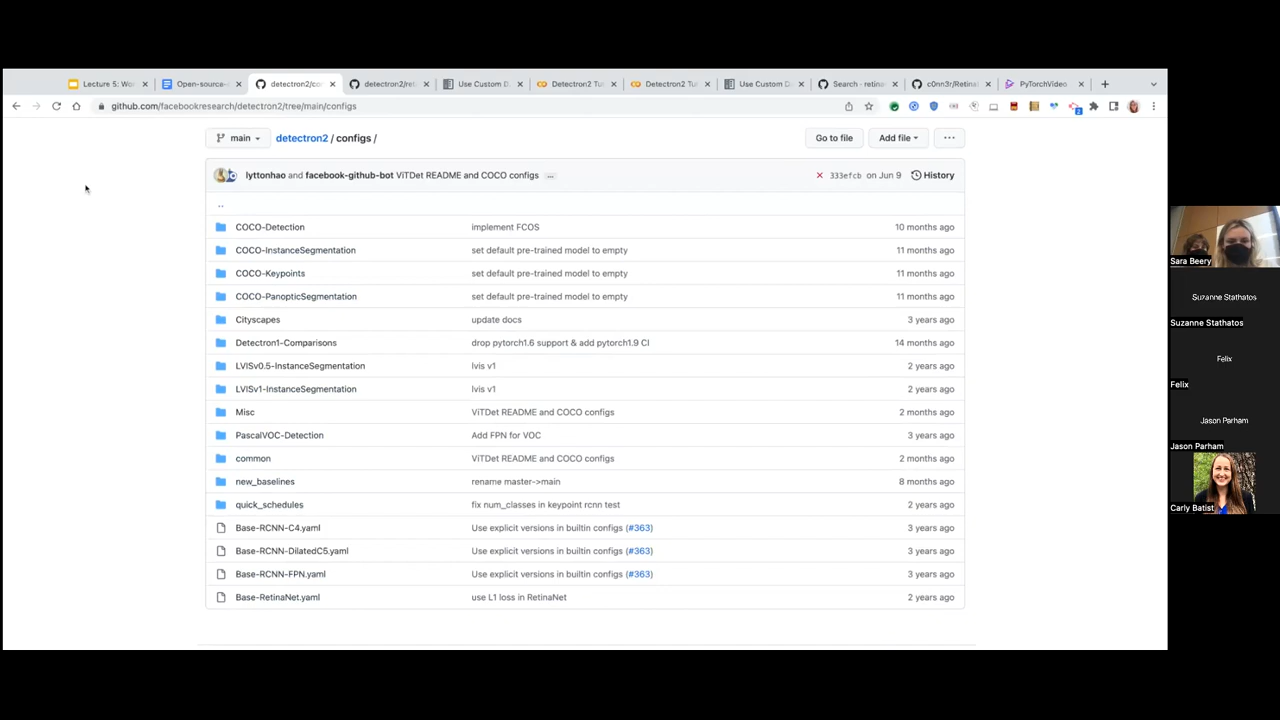 Lecture 5: Wor
Open-source-
detectron2/co
detectron2/ret
Use Custom D
Detectron2 Tut
Detectron2 Tut
Use Custom D
Search · retina
c0nn3r/Retina
PyTorchVideo
github.com/facebookresearch/detectron2/tree/main/configs
2
main
detectron2 / configs /
Go to file
Add file
lyttonhao and facebook-github-bot ViTDet README and COCO configs
333efcb on Jun 9
History
..
COCO-Detection implement FCOS 10 months ago
COCO-InstanceSegmentation set default pre-trained model to empty 11 months ago
COCO-Keypoints set default pre-trained model to empty 11 months ago
COCO-PanopticSegmentation set default pre-trained model to empty 11 months ago
Cityscapes update docs 3 years ago
Detectron1-Comparisons drop pytorch1.6 support & add pytorch1.9 CI 14 months ago
LVISv0.5-InstanceSegmentation lvis v1 2 years ago
LVISv1-InstanceSegmentation lvis v1 2 years ago
Misc ViTDet README and COCO configs 2 months ago
PascalVOC-Detection Add FPN for VOC 3 years ago
common ViTDet README and COCO configs 2 months ago
new_baselines rename master->main 8 months ago
quick_schedules fix num_classes in keypoint rcnn test 2 years ago
Base-RCNN-C4.yaml Use explicit versions in builtin configs (#363) 3 years ago
Base-RCNN-DilatedC5.yaml Use explicit versions in builtin configs (#363) 3 years ago
Base-RCNN-FPN.yaml Use explicit versions in builtin configs (#363) 3 years ago
Base-RetinaNet.yaml use L1 loss in RetinaNet 2 years ago
Sara Beery
Suzanne Stathatos
Suzanne Stathatos
Felix
Felix
Jason Parham
Jason Parham
Carly Batist